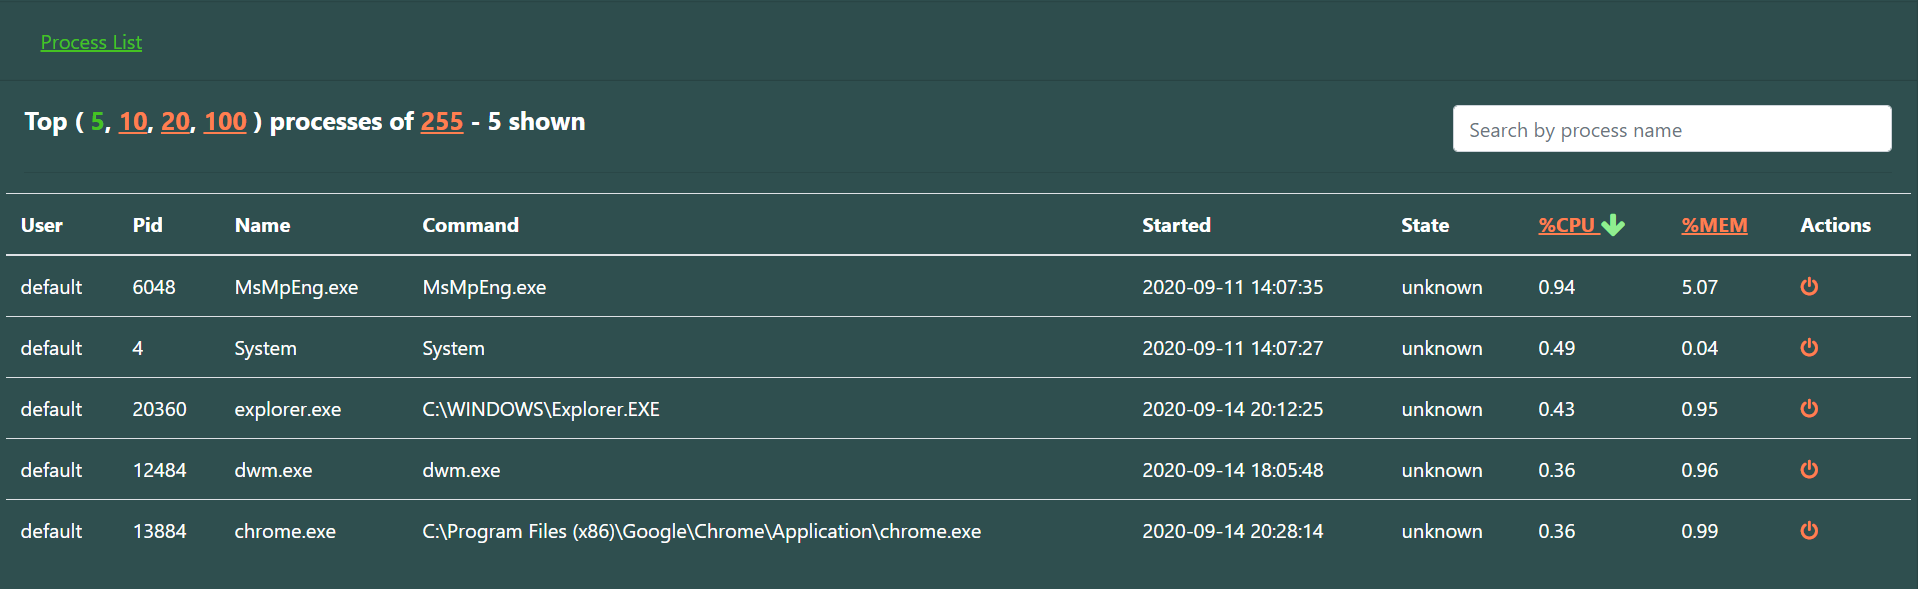 Process List
Top ( 5, 10, 20, 100 ) processes of 255 - 5 shown
Search by process name
User Pid Name Command Started State %CPU %MEM Actions
default 6048 MsMpEng.exe MsMpEng.exe 2020-09-11 14:07:35 unknown 0.94 5.07
default 4 System System 2020-09-11 14:07:27 unknown 0.49 0.04
default 20360 explorer.exe C:\WINDOWS\Explorer.EXE 2020-09-14 20:12:25 unknown 0.43 0.95
default 12484 dwm.exe dwm.exe 2020-09-14 18:05:48 unknown 0.36 0.96
default 13884 chrome.exe C:\Program Files (x86)\Google\Chrome\Application\chrome.exe 2020-09-14 20:28:14 unknown 0.36 0.99